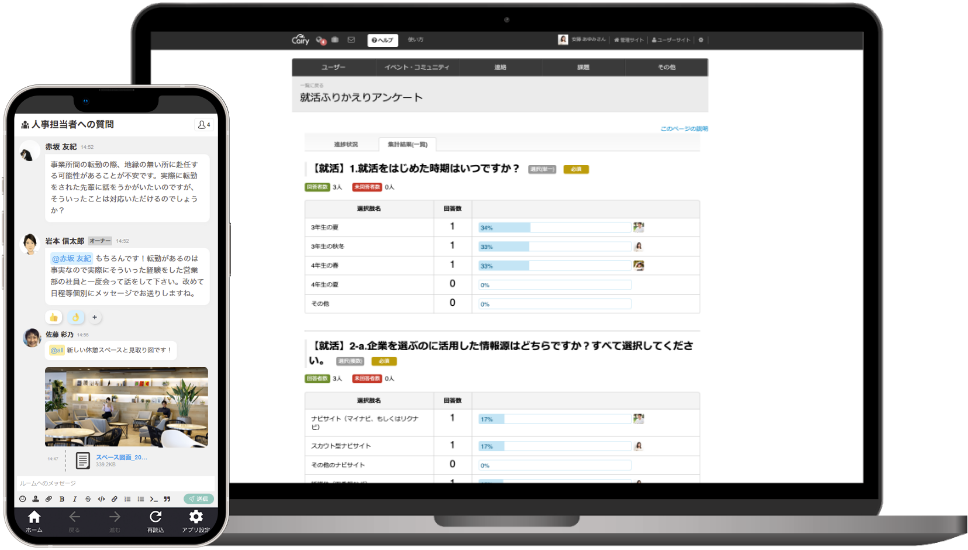 人事担当者への質問
4
赤坂 友紀 14:52
事業所間の転勤の際、地縁の無い所に赴任す
る可能性があることが不安です。実際に転勤
をされた先輩に話をうかがいたいのですが、
そういったことは対応いただけるのでしょう
か？
岩本 信太郎 オーナー 14:52
@赤坂 友紀 もちろんです！転勤があるのは
事実なので実際にそういった経験をした営業
部の社員と一度会って話をして下さい。改めて
日程等個別にメッセージでお送りしますね。
+
佐藤 彩乃 14:55
@all 新しい休憩スペースと見取り図です！
スペース図面_20...
339.2KB
ルームへのメッセージ
B I S
送信
ホーム 戻る 進む 再読込 アプリ設定
Cairy
ヘルプ 使い方
管理サイト ユーザーサイト
ユーザー イベント・コミュニティ 連絡 課題 その他
一覧に戻る
就活ふりかえりアンケート
このページの説明
進捗状況 集計結果(一覧)
【就活】1.就活をはじめた時期はいつですか？ 選択(単一) 必須
回答者数 3人 未回答者数 0人
選択肢名 回答数
3年生の夏 1 34%
3年生の秋冬 1 33%
4年生の春 1 33%
4年生の夏 0 0%
その他 0 0%
【就活】2-a.企業を選ぶのに活用した情報源はどちらですか？すべて選択してくださ
い。 選択(複数) 必須
回答者数 3人 未回答者数 0人
選択肢名 回答数
ナビサイト（マイナビ、もしくはリクナ
ビ） 1 17%
スカウト型ナビサイト 1 17%
その他のナビサイト 0 0%